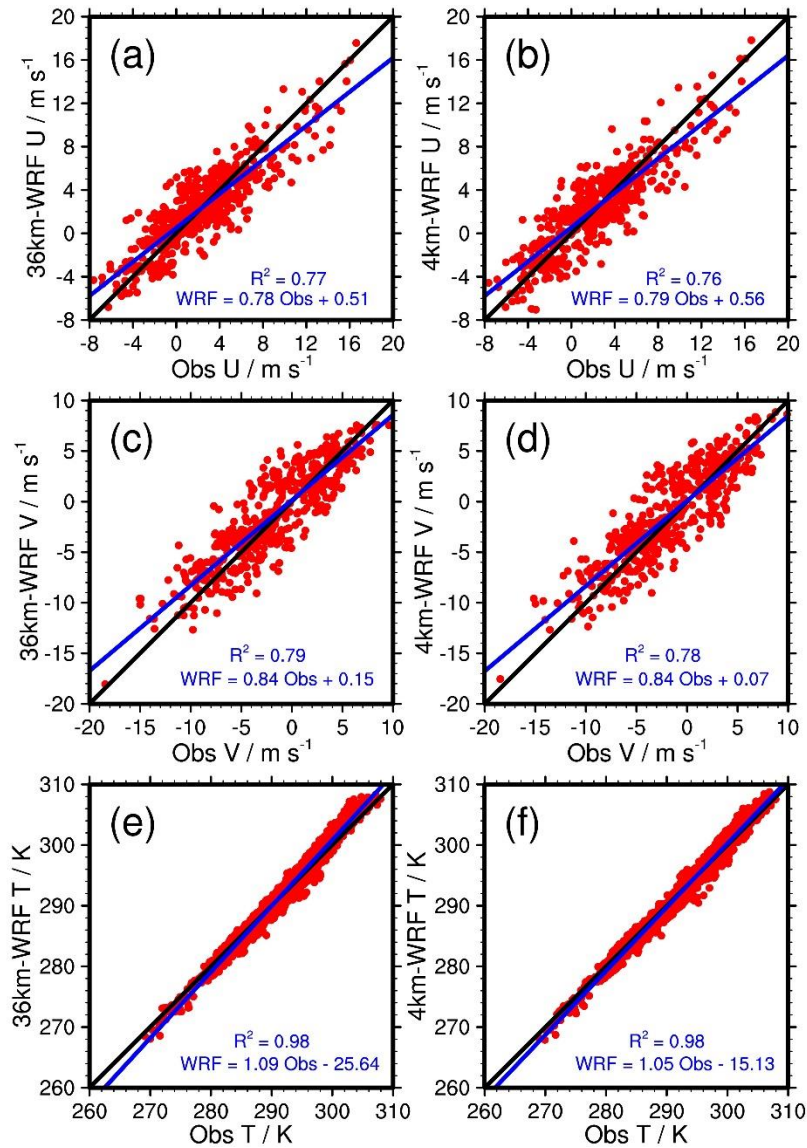 (a)
36km-WRF U / m s⁻¹
20
16
12
8
4
0
-4
-8
R² = 0.77
WRF = 0.78 Obs + 0.51
-8 -4 0 4 8 12 16 20
Obs U / m s⁻¹
(b)
4km-WRF U / m s⁻¹
20
16
12
8
4
0
-4
-8
R² = 0.76
WRF = 0.79 Obs + 0.56
-8 -4 0 4 8 12 16 20
Obs U / m s⁻¹
(c)
36km-WRF V / m s⁻¹
10
5
0
-5
-10
-15
-20
R² = 0.79
WRF = 0.84 Obs + 0.15
-20 -15 -10 -5 0 5 10
Obs V / m s⁻¹
(d)
4km-WRF V / m s⁻¹
10
5
0
-5
-10
-15
-20
R² = 0.78
WRF = 0.84 Obs + 0.07
-20 -15 -10 -5 0 5 10
Obs V / m s⁻¹
(e)
36km-WRF T / K
310
300
290
280
270
260
R² = 0.98
WRF = 1.09 Obs - 25.64
260 270 280 290 300 310
Obs T / K
(f)
4km-WRF T / K
310
300
290
280
270
260
R² = 0.98
WRF = 1.05 Obs - 15.13
260 270 280 290 300 310
Obs T / K